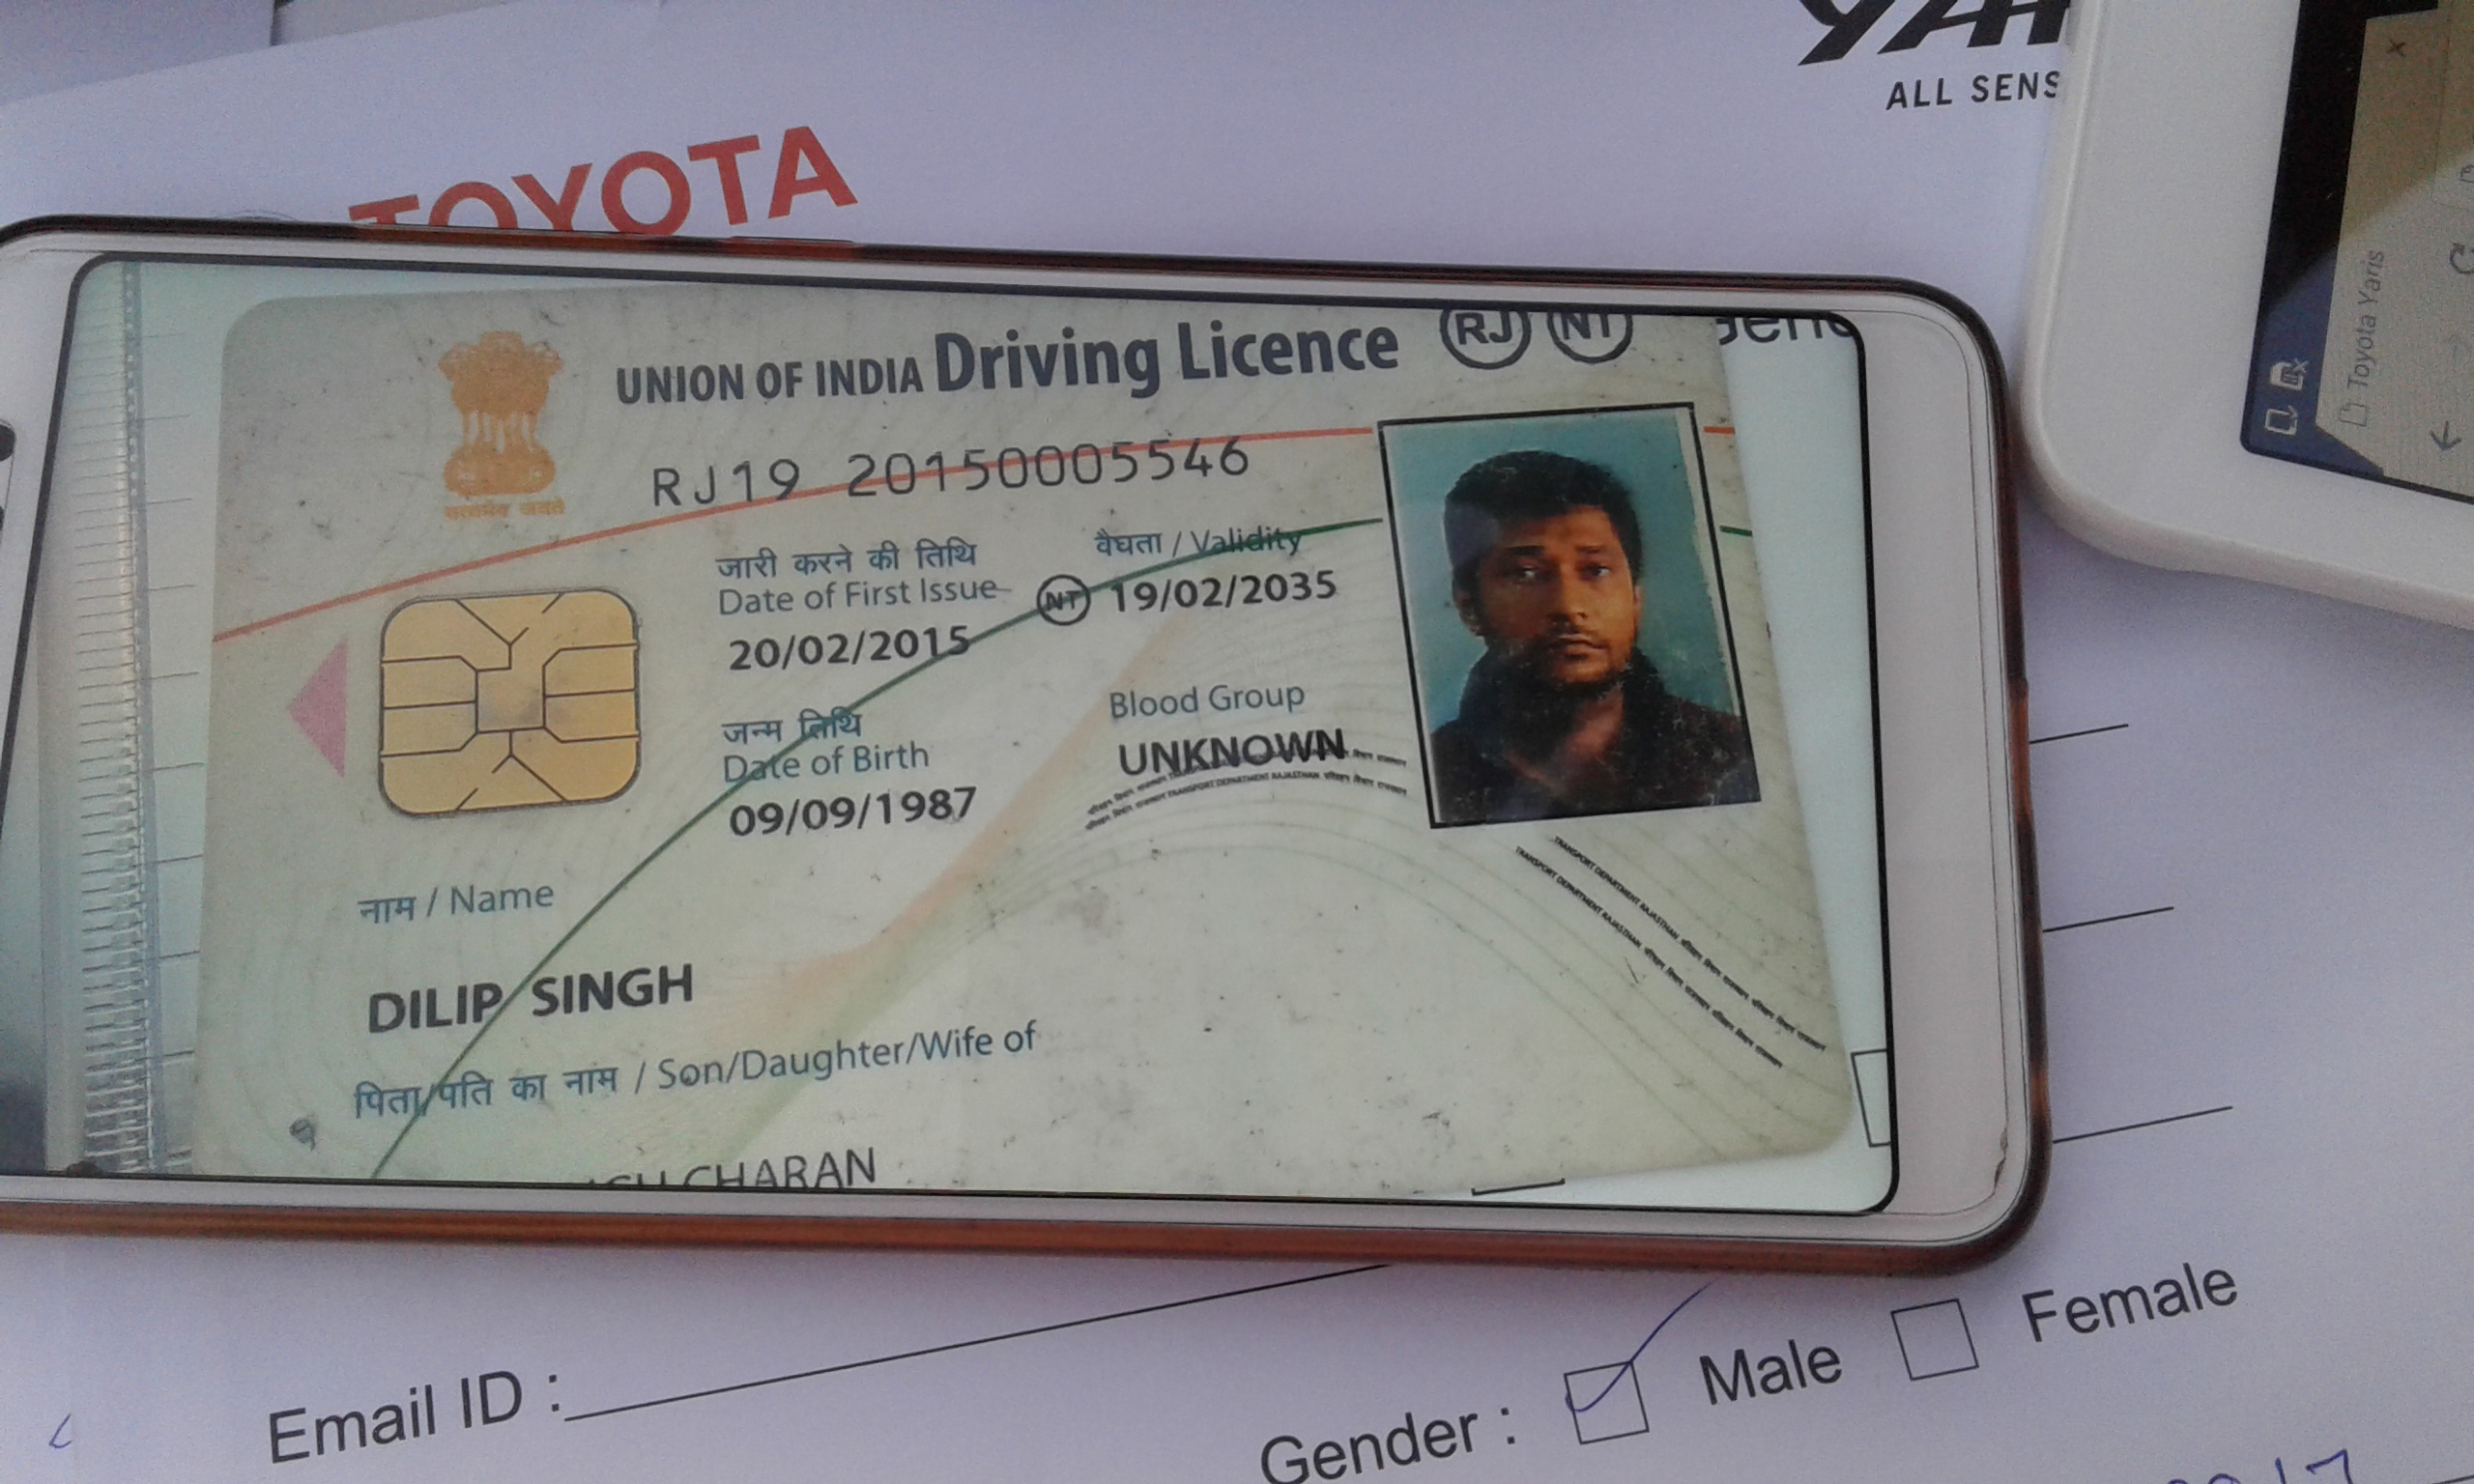 TOYOTA
ALL SENS
UNION OF INDIA Driving Licence RJ NT
RJ19 20150005546
जारी करने की तिथि
Date of First Issue
20/02/2015
वैधता / Validity
NT 19/02/2035
जन्म तिथि
Date of Birth
09/09/1987
Blood Group
UNKNOWN
नाम / Name
DILIP SINGH
पिता/पति का नाम / Son/Daughter/Wife of
CHARAN
Email ID :
Gender : Male Female
Toyota Yaris